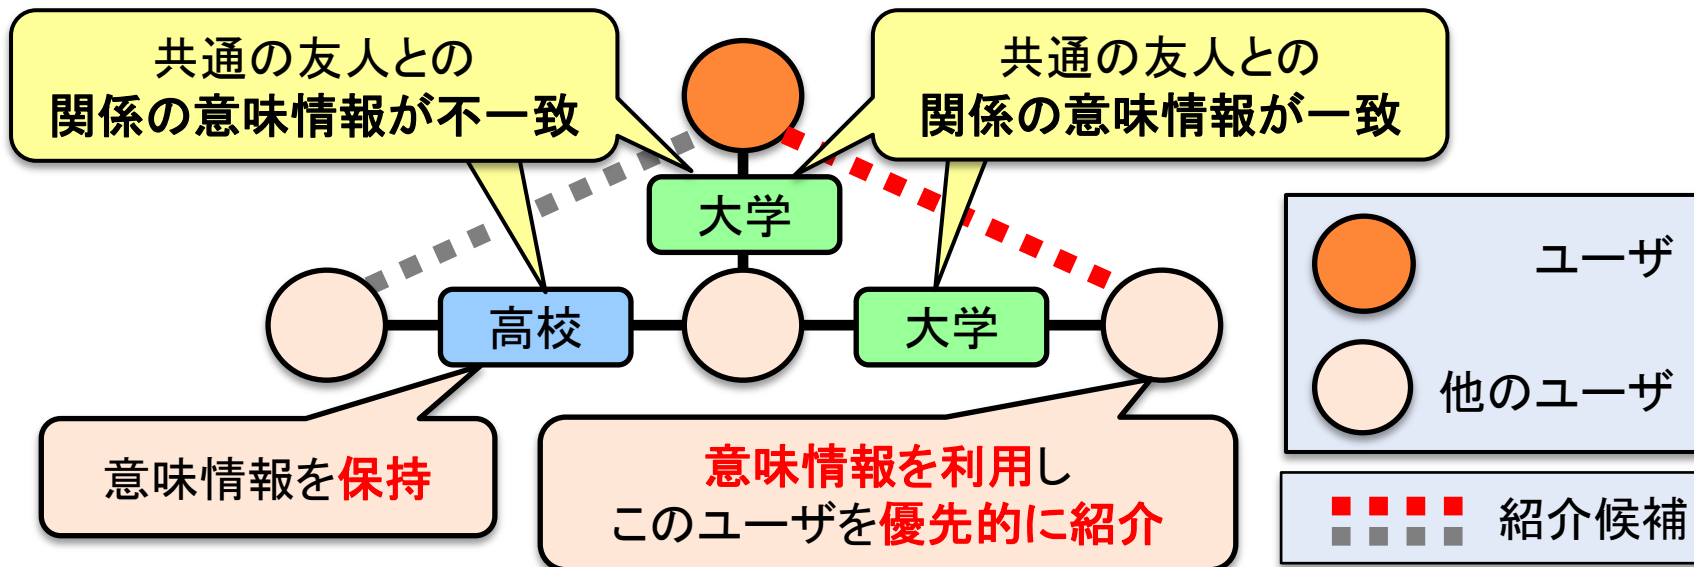 共通の友人との
関係の意味情報が不一致
共通の友人との
関係の意味情報が一致
大学
高校
大学
意味情報を保持
意味情報を利用し
このユーザを優先的に紹介
ユーザ
他のユーザ
紹介候補